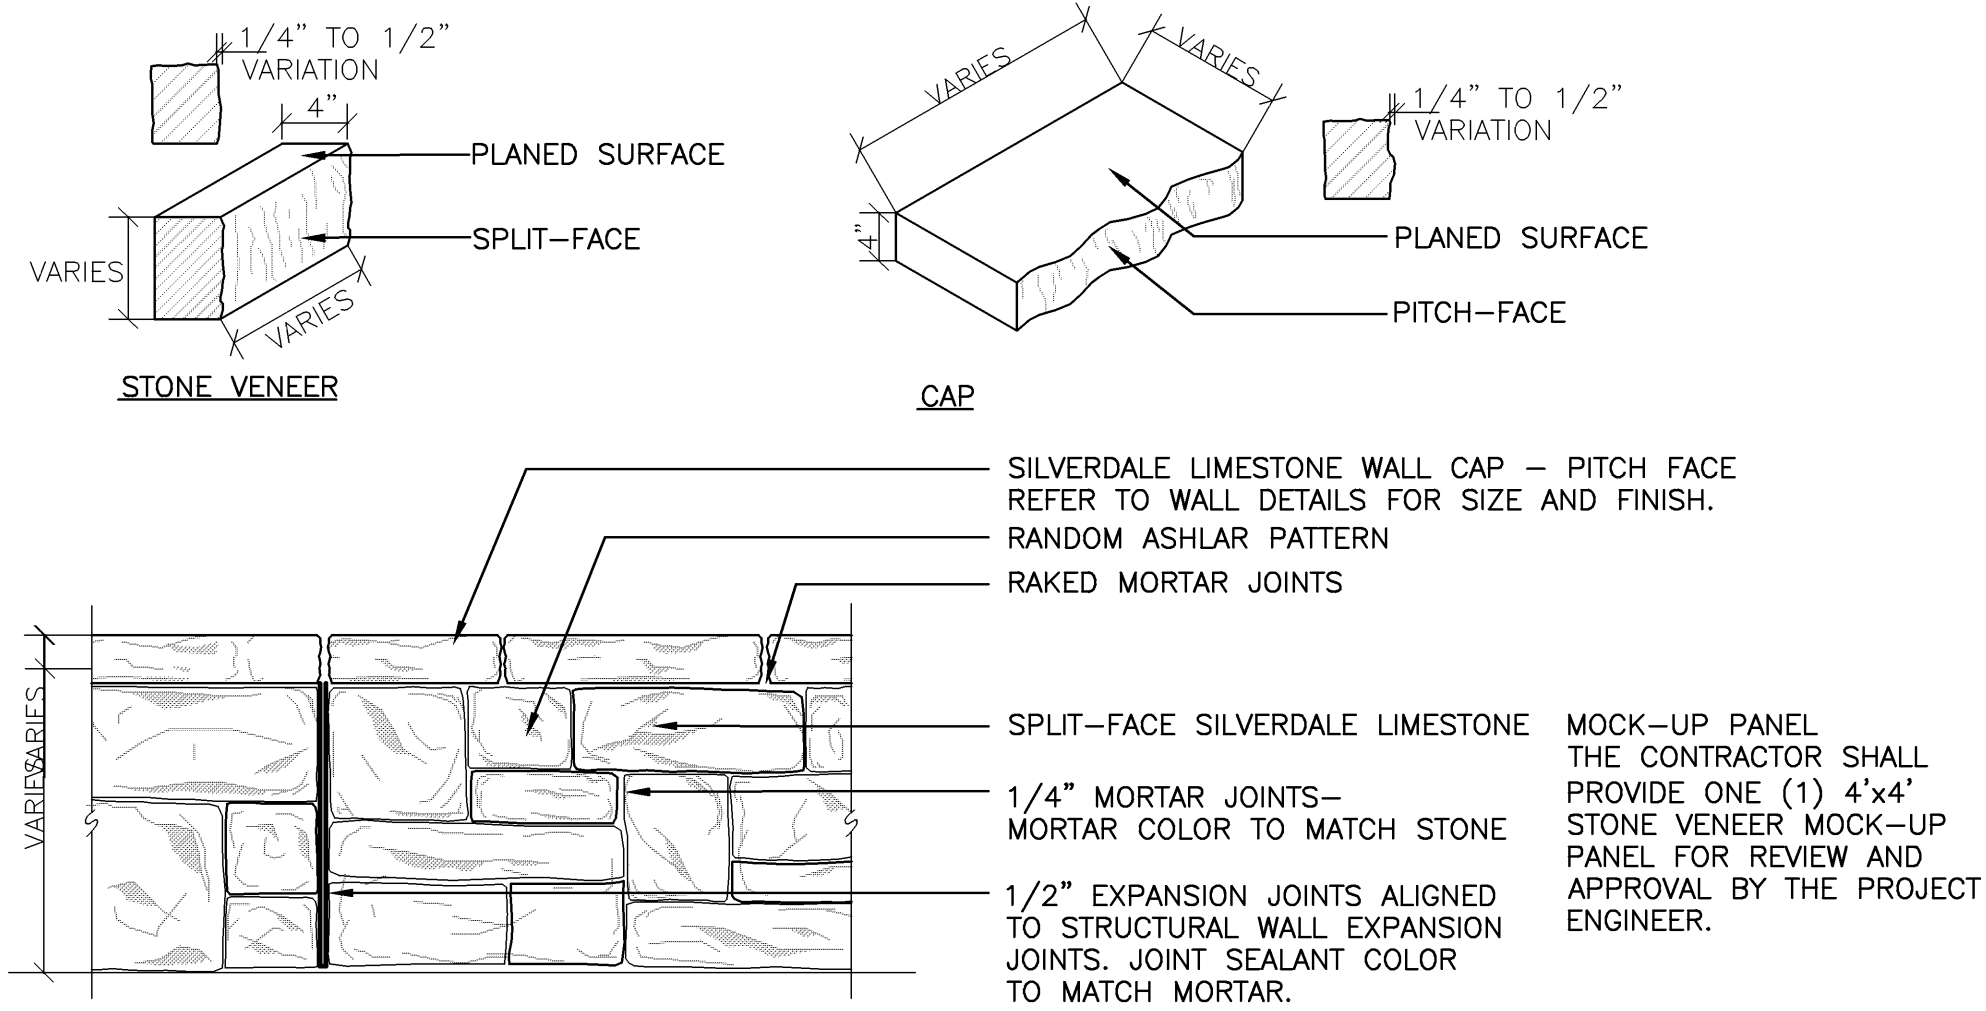 1/4" TO 1/2"
VARIATION
4"
PLANED SURFACE
SPLIT-FACE
VARIES
VARIES
STONE VENEER
VARIES
VARIES
1/4" TO 1/2"
VARIATION
4"
PLANED SURFACE
PITCH-FACE
CAP
SILVERDALE LIMESTONE WALL CAP - PITCH FACE
REFER TO WALL DETAILS FOR SIZE AND FINISH.
RANDOM ASHLAR PATTERN
RAKED MORTAR JOINTS
VARIES
VARIES
SPLIT-FACE SILVERDALE LIMESTONE
1/4" MORTAR JOINTS-
MORTAR COLOR TO MATCH STONE
1/2" EXPANSION JOINTS ALIGNED
TO STRUCTURAL WALL EXPANSION
JOINTS. JOINT SEALANT COLOR
TO MATCH MORTAR.
MOCK-UP PANEL
THE CONTRACTOR SHALL
PROVIDE ONE (1) 4'x4'
STONE VENEER MOCK-UP
PANEL FOR REVIEW AND
APPROVAL BY THE PROJECT
ENGINEER.